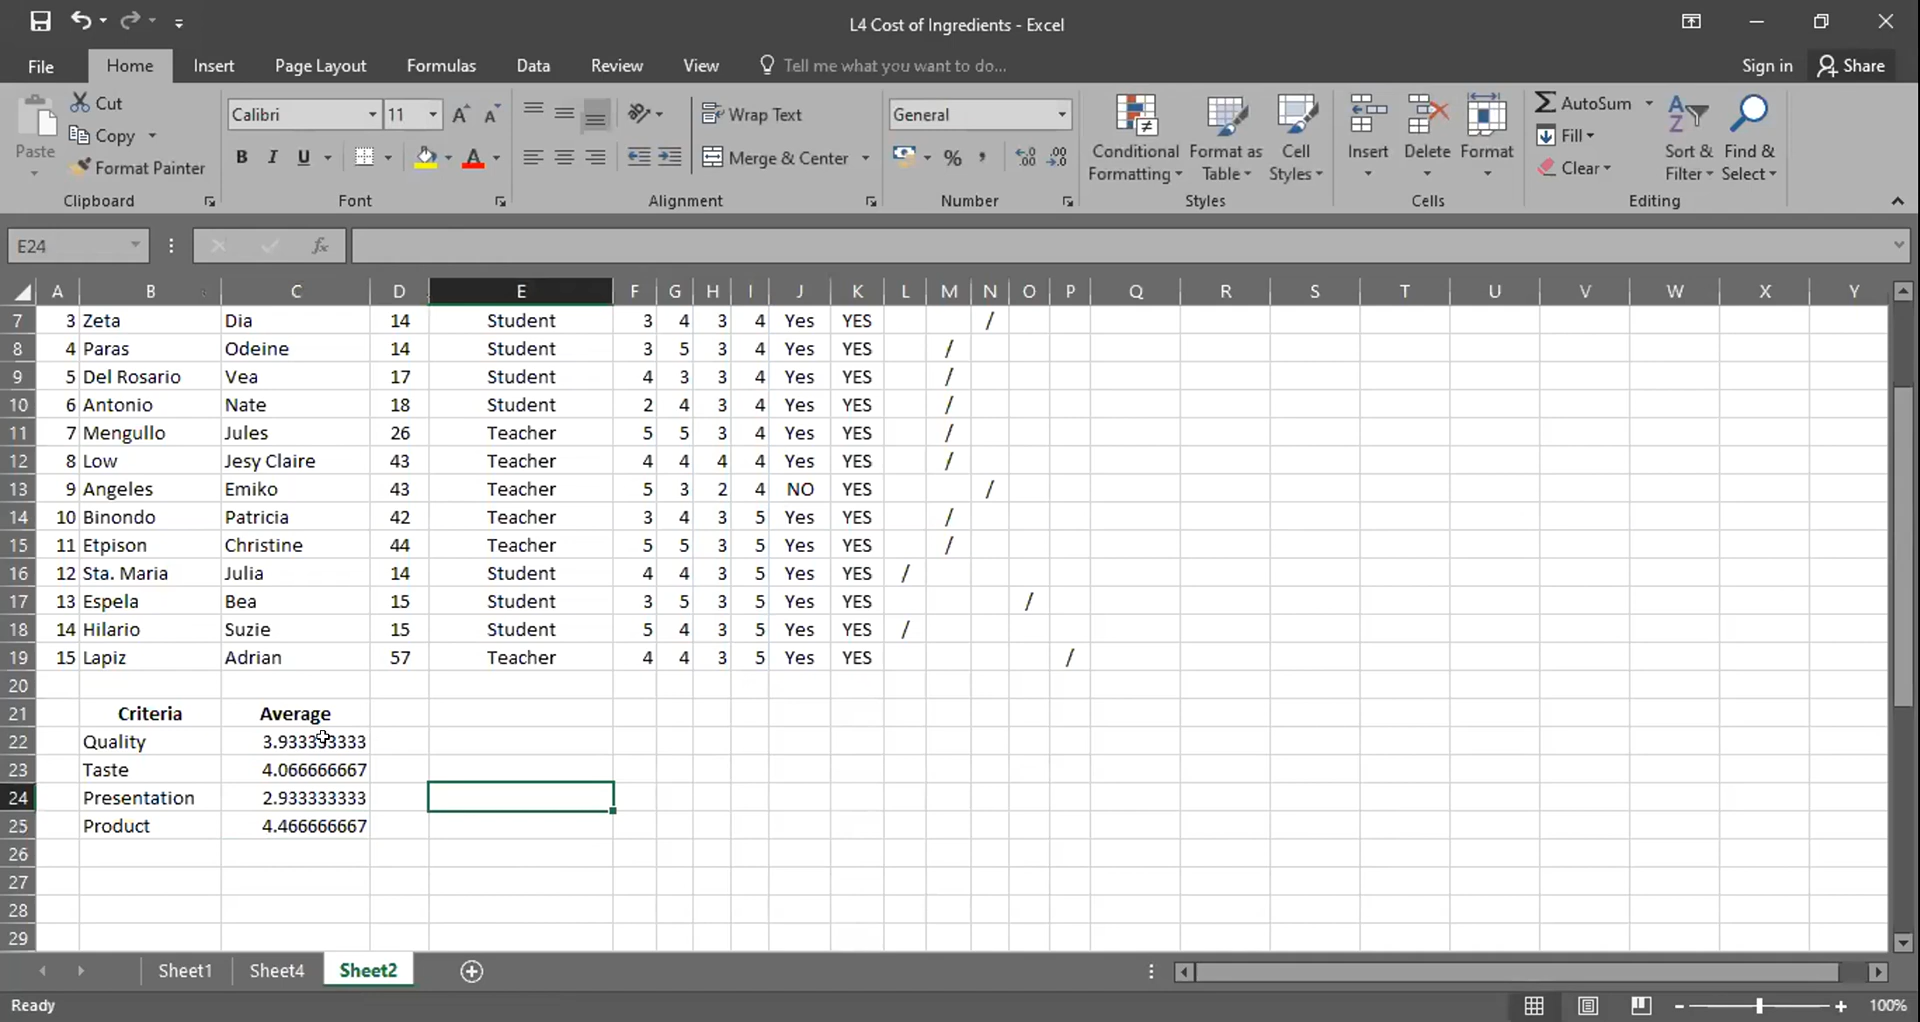 L4 Cost of Ingredients - Excel
File Home Insert Page Layout Formulas Data Review View Tell me what you want to do... Sign in Share
Paste Cut Copy Format Painter Clipboard
Calibri 11 A A B I U A Font
Wrap Text Merge & Center Alignment
General % , .00 .00 Number
Conditional Formatting Format as Table Cell Styles Styles
Insert Delete Format Cells
AutoSum Fill Clear Sort & Filter Find & Select Editing
E24 fx
A B C D E F G H I J K L M N O P Q R S T U V W X Y
7 3 Zeta Dia 14 Student 3 4 3 4 Yes YES /
8 4 Paras Odeine 14 Student 3 5 3 4 Yes YES /
9 5 Del Rosario Vea 17 Student 4 3 3 4 Yes YES /
10 6 Antonio Nate 18 Student 2 4 3 4 Yes YES /
11 7 Mengullo Jules 26 Teacher 5 5 3 4 Yes YES /
12 8 Low Jesy Claire 43 Teacher 4 4 4 4 Yes YES /
13 9 Angeles Emiko 43 Teacher 5 3 2 4 NO YES /
14 10 Binondo Patricia 42 Teacher 3 4 3 5 Yes YES /
15 11 Etpison Christine 44 Teacher 5 5 3 5 Yes YES /
16 12 Sta. Maria Julia 14 Student 4 4 3 5 Yes YES /
17 13 Espela Bea 15 Student 3 5 3 5 Yes YES /
18 14 Hilario Suzie 15 Student 5 4 3 5 Yes YES /
19 15 Lapiz Adrian 57 Teacher 4 4 3 5 Yes YES /
20
21 Criteria Average
22 Quality 3.933333333
23 Taste 4.066666667
24 Presentation 2.933333333
25 Product 4.466666667
26
27
28
29
Sheet1 Sheet4 Sheet2
Ready 100%